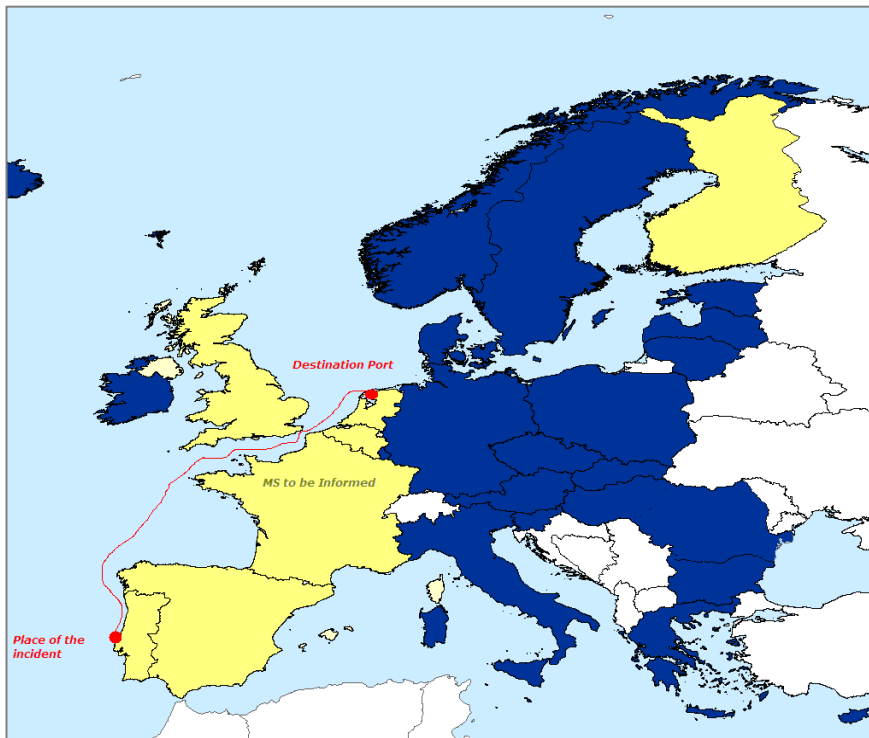 Destination Port
MS to be Informed
Place of the
incident